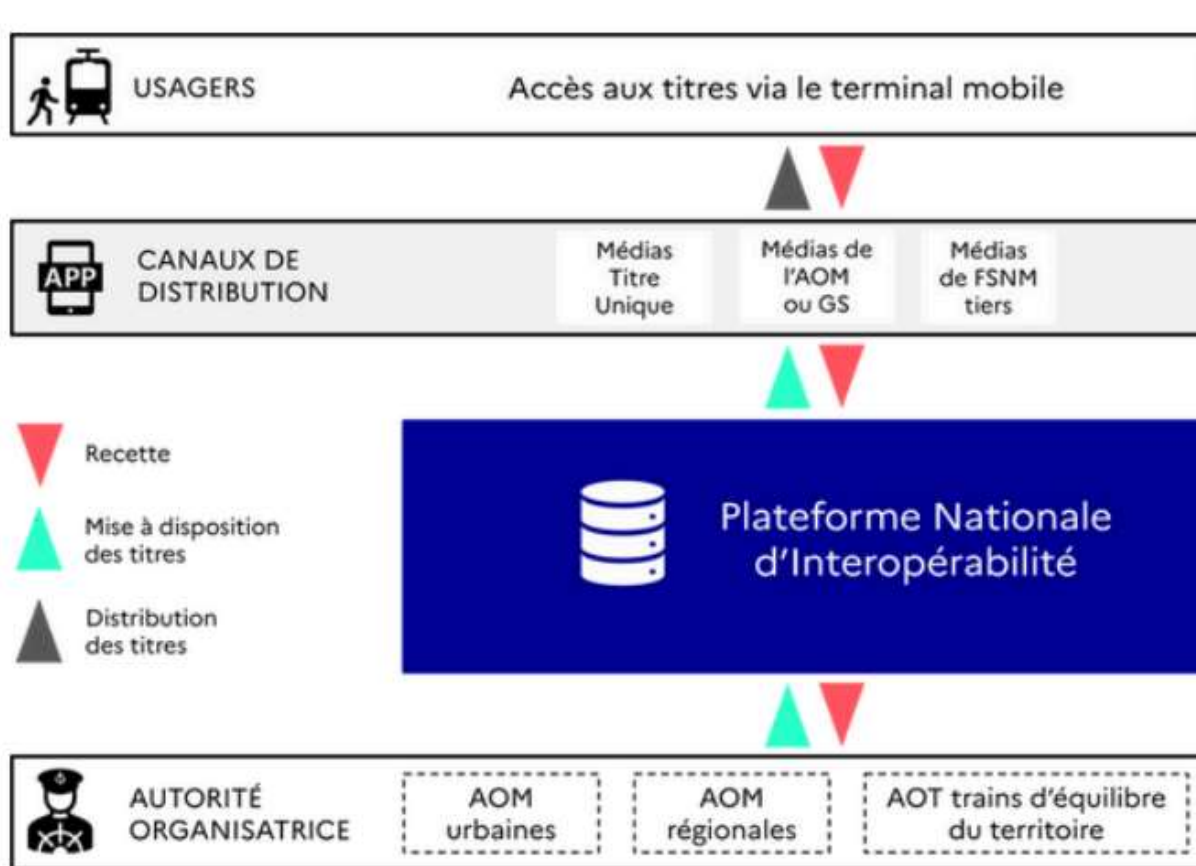 USAGERS
Accès aux titres via le terminal mobile
APP
CANAUX DE
DISTRIBUTION
Médias
Titre
Unique
Médias de
l'AOM
ou GS
Médias
de FSNM
tiers
Recette
Mise à disposition
des titres
Distribution
des titres
Plateforme Nationale
d'Interopérabilité
AUTORITÉ
ORGANISATRICE
AOM
urbaines
AOM
régionales
AOT trains d'équilibre
du territoire